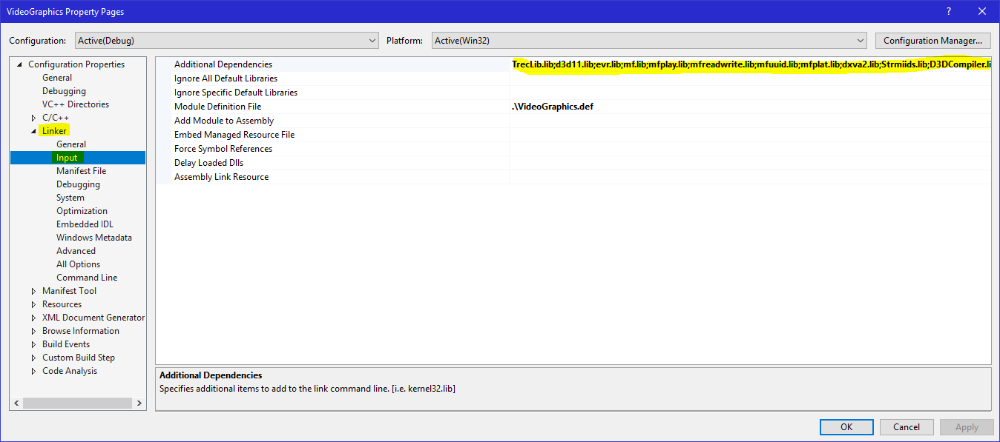 VideoGraphics Property Pages
Configuration: Active(Debug) Platform: Active(Win32) Configuration Manager...
Configuration Properties
General
Debugging
VC++ Directories
C/C++
Linker
General
Input
Manifest File
Debugging
System
Optimization
Embedded IDL
Windows Metadata
Advanced
All Options
Command Line
Manifest Tool
Resources
XML Document Generator
Browse Information
Build Events
Custom Build Step
Code Analysis
Additional Dependencies TrecLib.lib;d3d11.lib;evr.lib;mf.lib;mfplay.lib;mfreadwrite.lib;mfuuid.lib;mfplat.lib;dxva2.lib;Strmiids.lib;D3DCompiler.li
Ignore All Default Libraries
Ignore Specific Default Libraries
Module Definition File .\VideoGraphics.def
Add Module to Assembly
Embed Managed Resource File
Force Symbol References
Delay Loaded Dlls
Assembly Link Resource
Additional Dependencies
Specifies additional items to add to the link command line. [i.e. kernel32.lib]
OK Cancel Apply